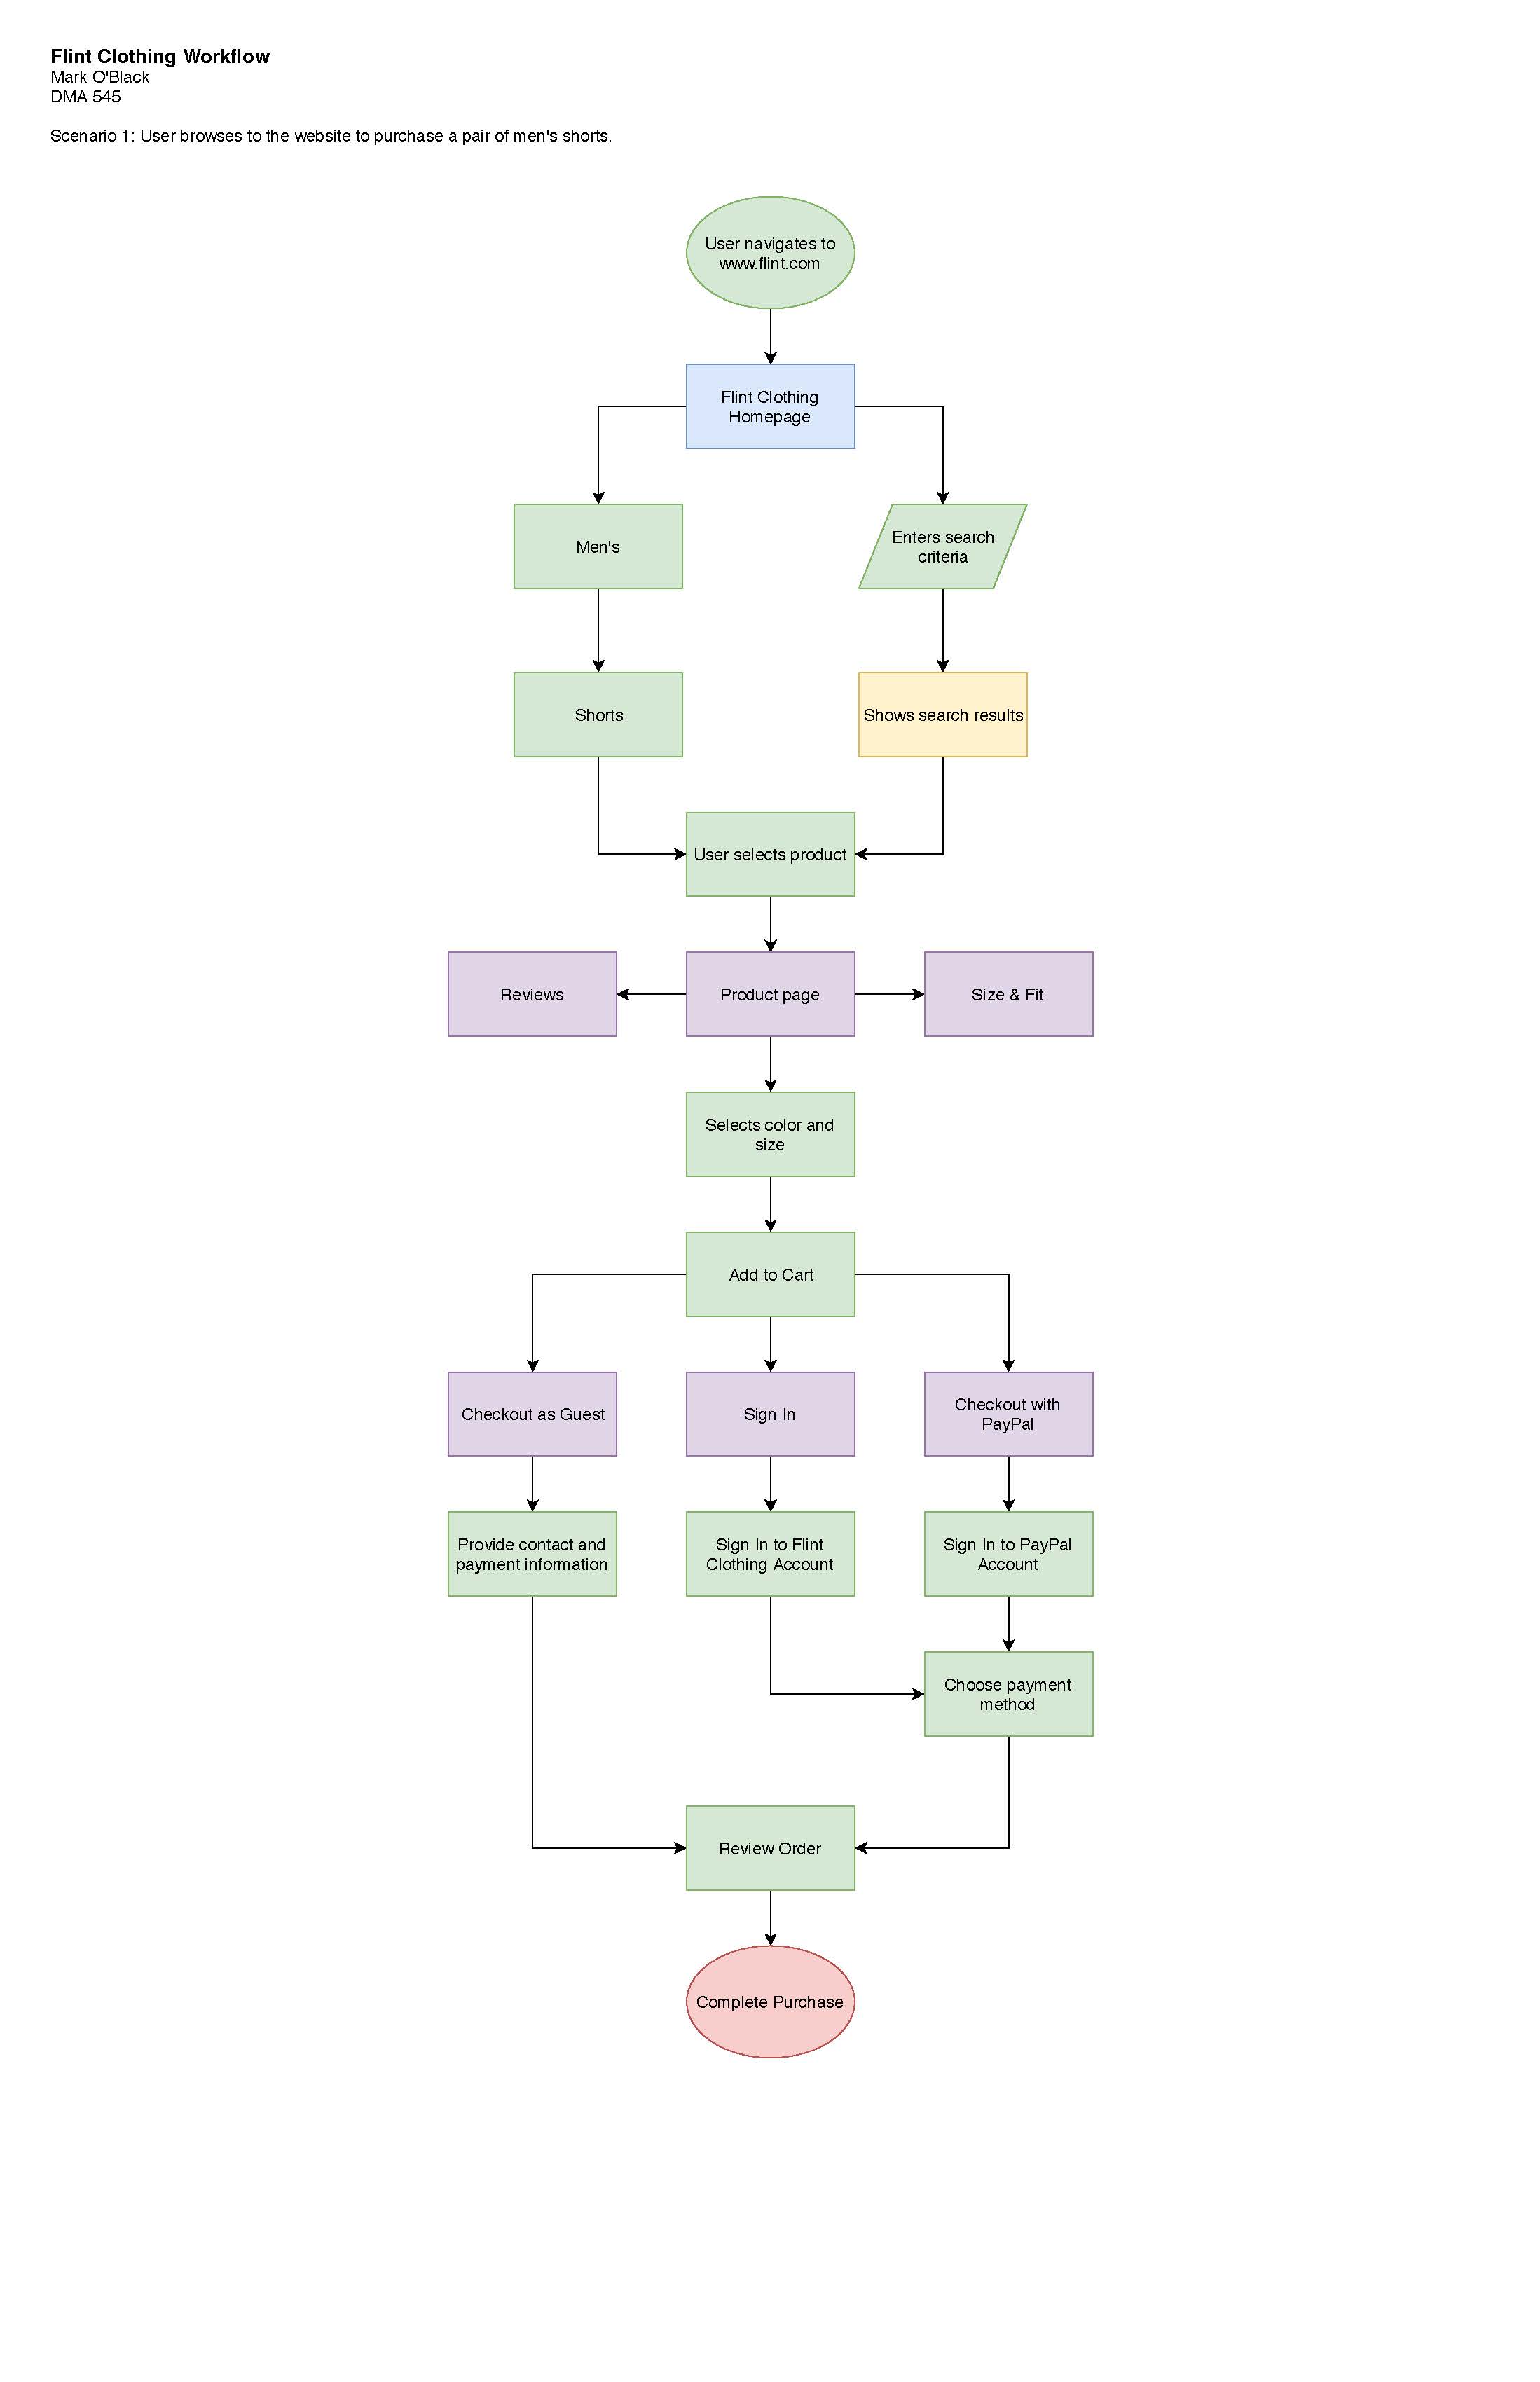 Flint Clothing Workflow
Mark O'Black
DMA 545
Scenario 1: User browses to the website to purchase a pair of men's shorts.
User navigates to
www.flint.com
Flint Clothing
Homepage
Men's
Enters search
criteria
Shorts
Shows search results
User selects product
Reviews
Product page
Size & Fit
Selects color and
size
Add to Cart
Checkout as Guest
Sign In
Checkout with
PayPal
Provide contact and
payment information
Sign In to Flint
Clothing Account
Sign In to PayPal
Account
Choose payment
method
Review Order
Complete Purchase